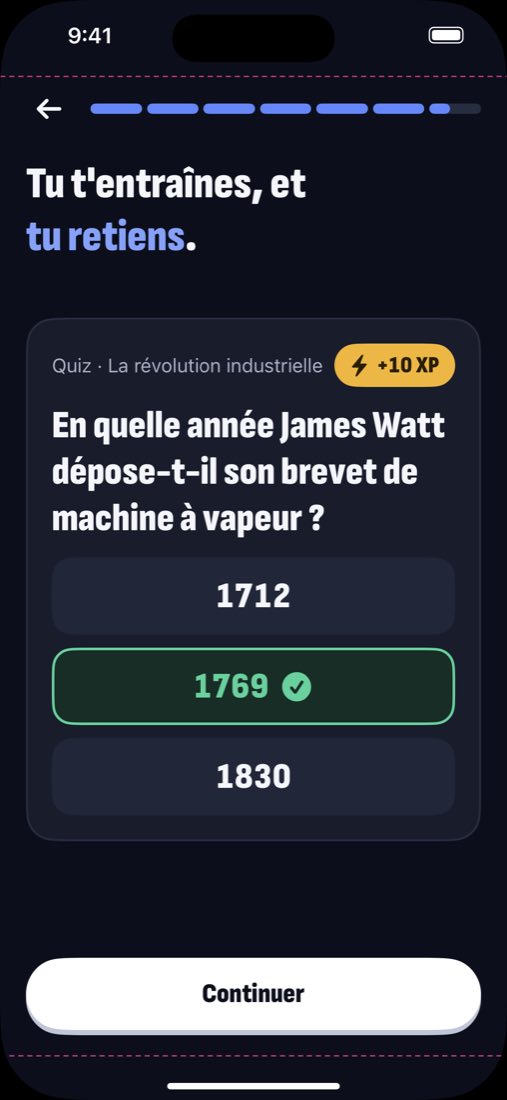 9:41
Tu t'entraînes, et
tu retiens.
Quiz · La révolution industrielle
+10 XP
En quelle année James Watt
dépose-t-il son brevet de
machine à vapeur ?
1712
1769
1830
Continuer